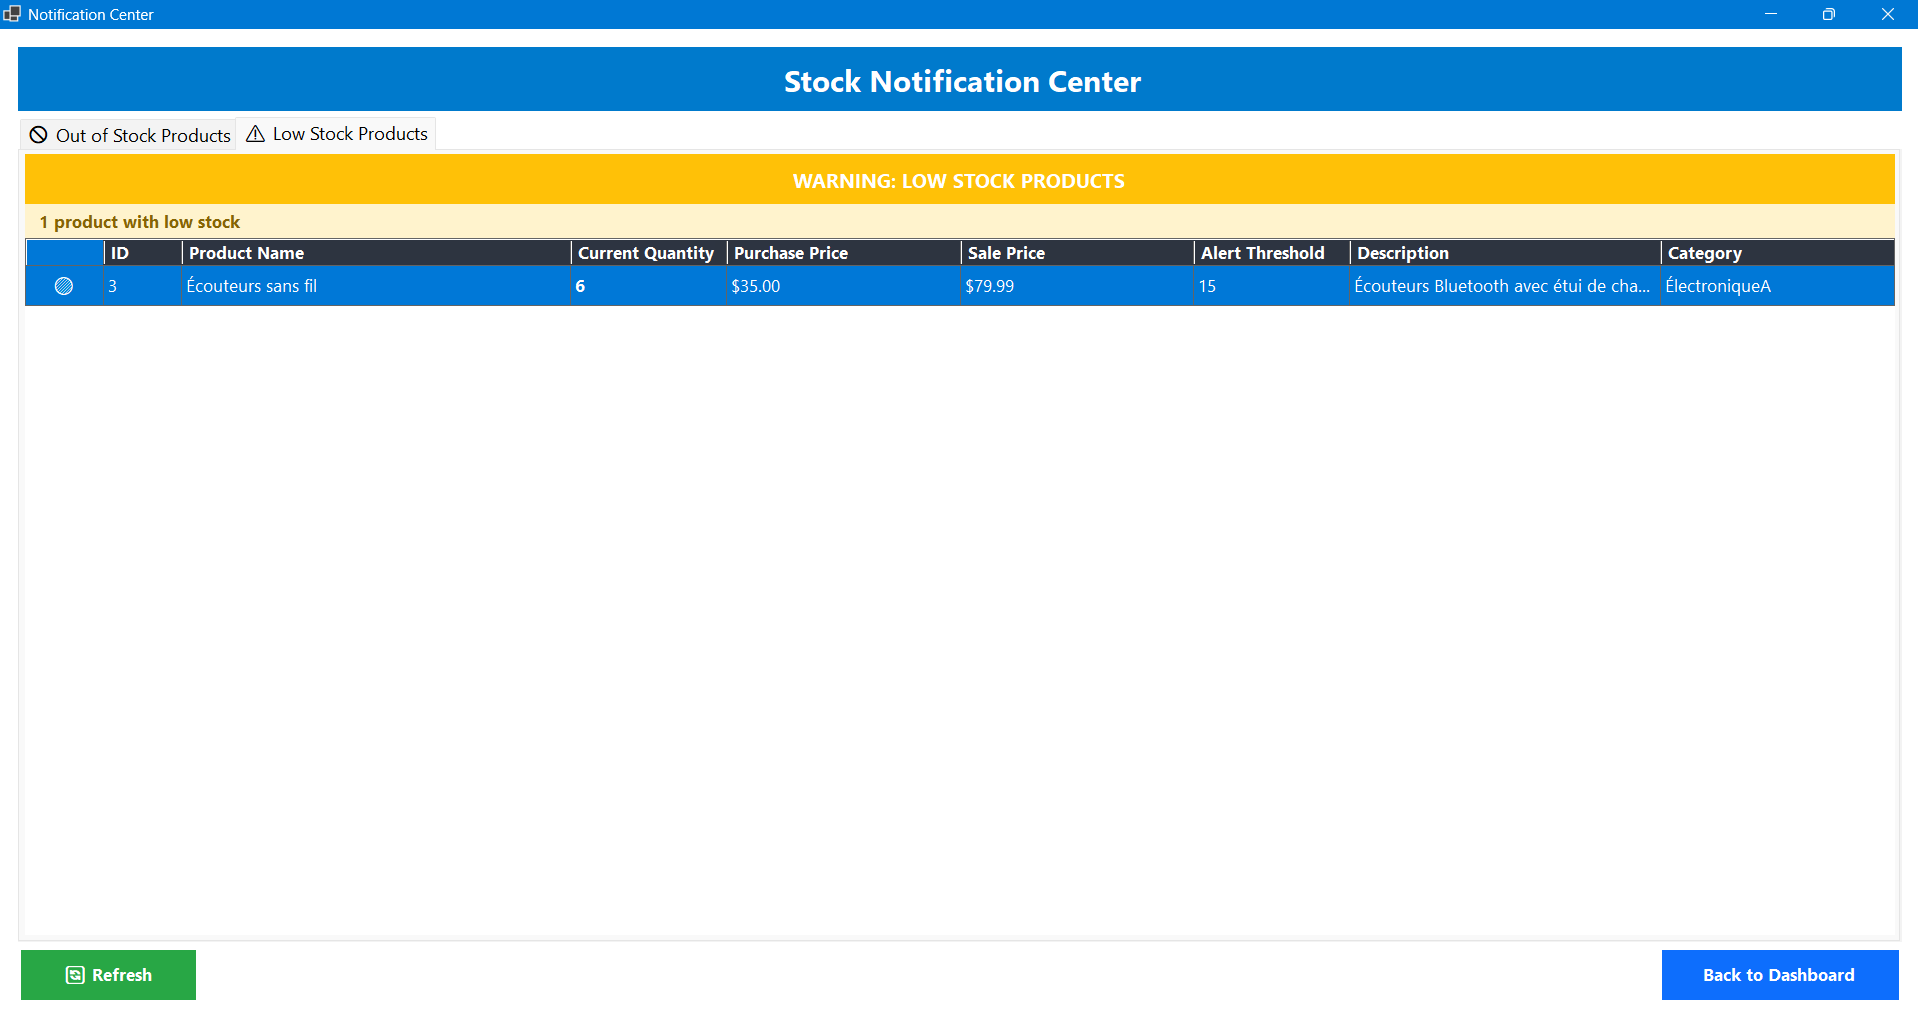 Notification Center
Stock Notification Center
Out of Stock Products Low Stock Products
WARNING: LOW STOCK PRODUCTS
1 product with low stock
ID Product Name Current Quantity Purchase Price Sale Price Alert Threshold Description Category
3 Écouteurs sans fil 6 $35.00 $79.99 15 Écouteurs Bluetooth avec étui de cha... ÉlectroniqueA
Refresh Back to Dashboard